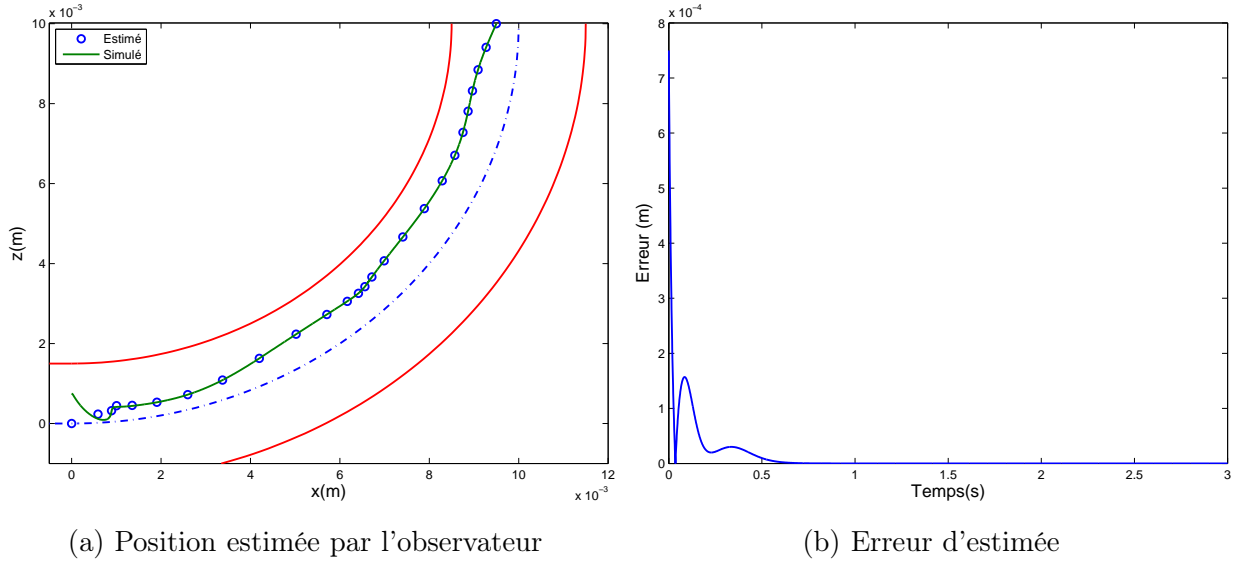 x 10⁻³
10
8
6
4
2
0
z(m)
Estimé
Simulé
0
2
4
6
8
10
12
x(m)
x 10⁻³
(a) Position estimée par l'observateur
x 10⁻⁴
8
7
6
5
4
3
2
1
0
Erreur (m)
0
0.5
1
1.5
2
2.5
3
Temps(s)
(b) Erreur d'estimée